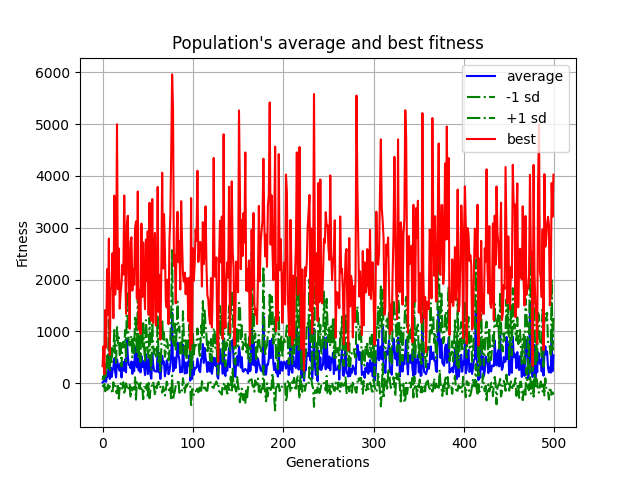 Population's average and best fitness
6000
5000
4000
3000
2000
1000
0
Fitness
average
-1 sd
+1 sd
best
0 100 200 300 400 500
Generations